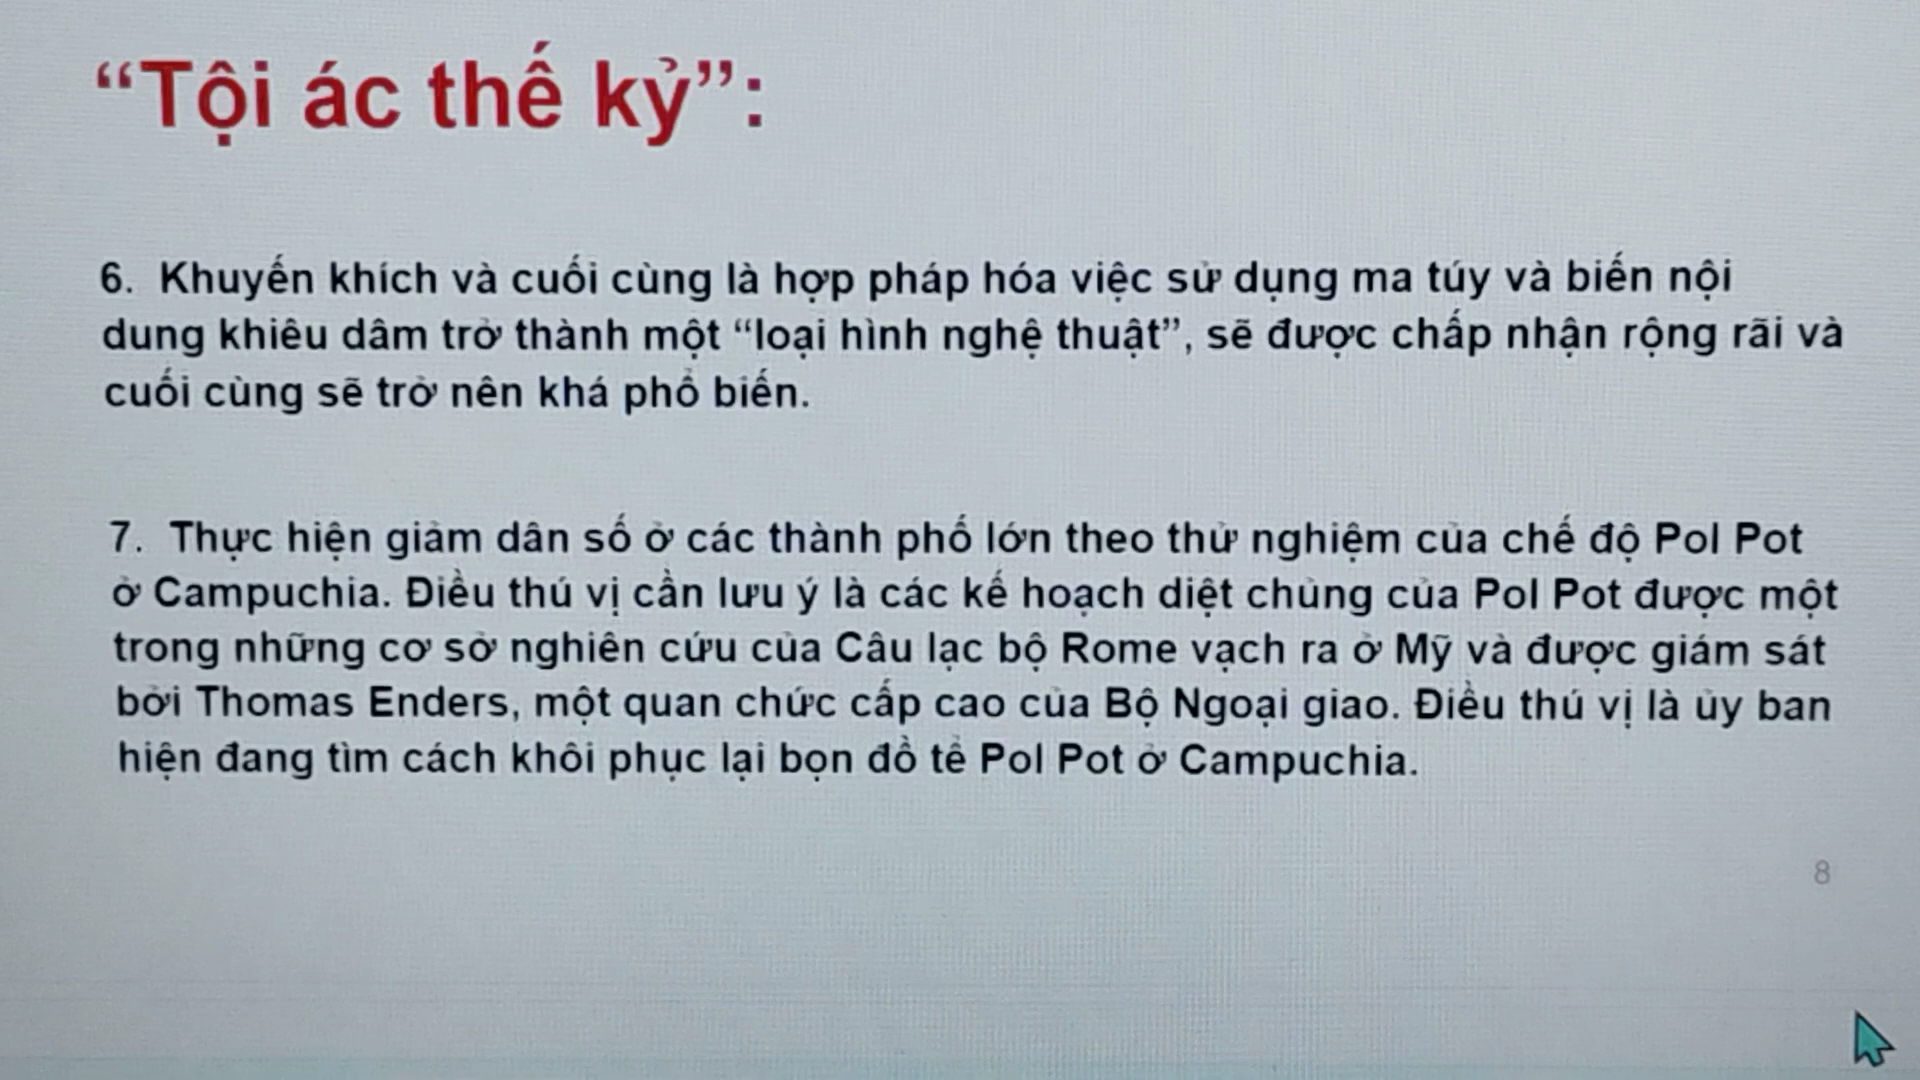 “Tội ác thế kỷ”:
6. Khuyến khích và cuối cùng là hợp pháp hóa việc sử dụng ma túy và biến nội
dung khiêu dâm trở thành một “loại hình nghệ thuật”, sẽ được chấp nhận rộng rãi và
cuối cùng sẽ trở nên khá phổ biến.
7. Thực hiện giảm dân số ở các thành phố lớn theo thử nghiệm của chế độ Pol Pot
ở Campuchia. Điều thú vị cần lưu ý là các kế hoạch diệt chủng của Pol Pot được một
trong những cơ sở nghiên cứu của Câu lạc bộ Rome vạch ra ở Mỹ và được giám sát
bởi Thomas Enders, một quan chức cấp cao của Bộ Ngoại giao. Điều thú vị là ủy ban
hiện đang tìm cách khôi phục lại bọn đồ tể Pol Pot ở Campuchia.
8